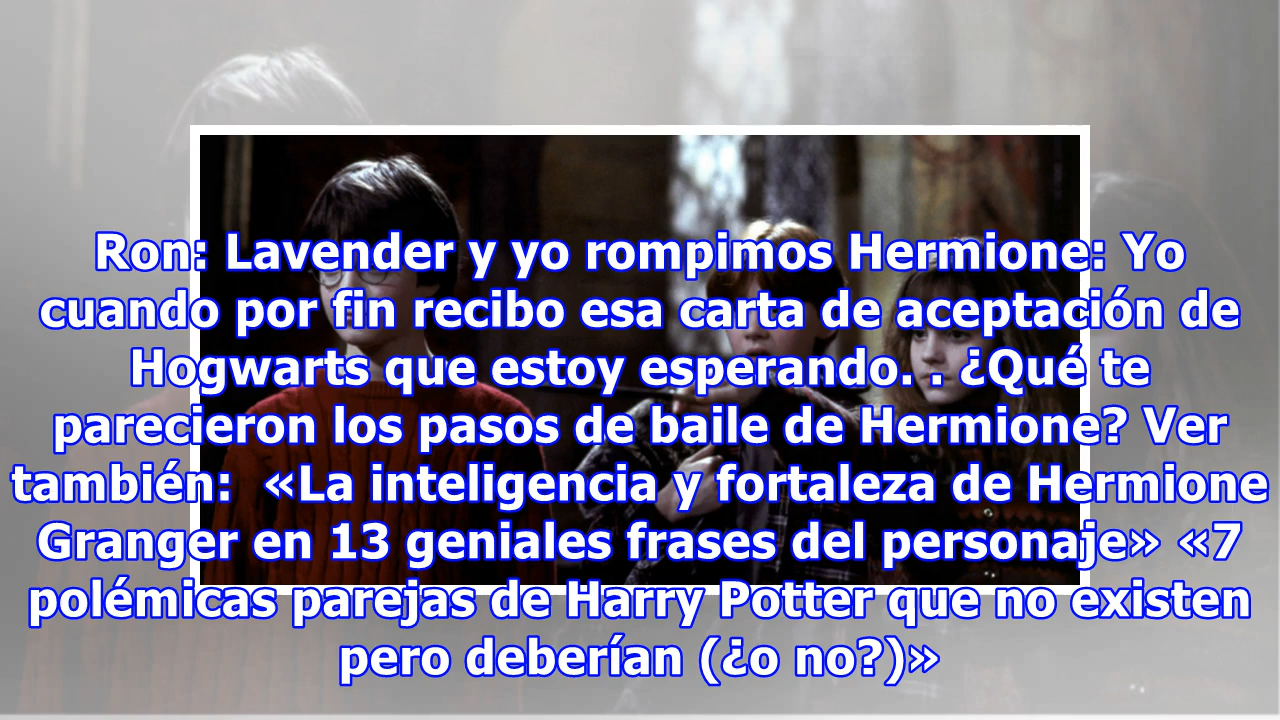 Ron: Lavender y yo rompimos Hermione: Yo
cuando por fin recibo esa carta de aceptación de
Hogwarts que estoy esperando. . ¿Qué te
parecieron los pasos de baile de Hermione? Ver
también:  «La inteligencia y fortaleza de Hermione
Granger en 13 geniales frases del personaje» «7
polémicas parejas de Harry Potter que no existen
pero deberían (¿o no?)»